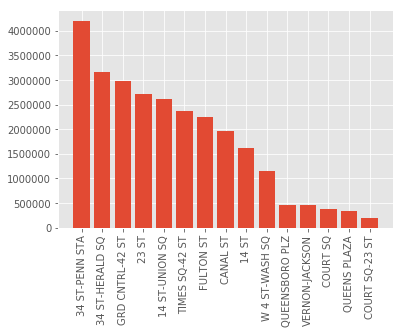 4000000
3500000
3000000
2500000
2000000
1500000
1000000
500000
0
34 ST-PENN STA
34 ST-HERALD SQ
GRD CNTRL-42 ST
23 ST
14 ST-UNION SQ
TIMES SQ-42 ST
FULTON ST
CANAL ST
14 ST
W 4 ST-WASH SQ
QUEENSBORO PLZ
VERNON-JACKSON
COURT SQ
QUEENS PLAZA
COURT SQ-23 ST